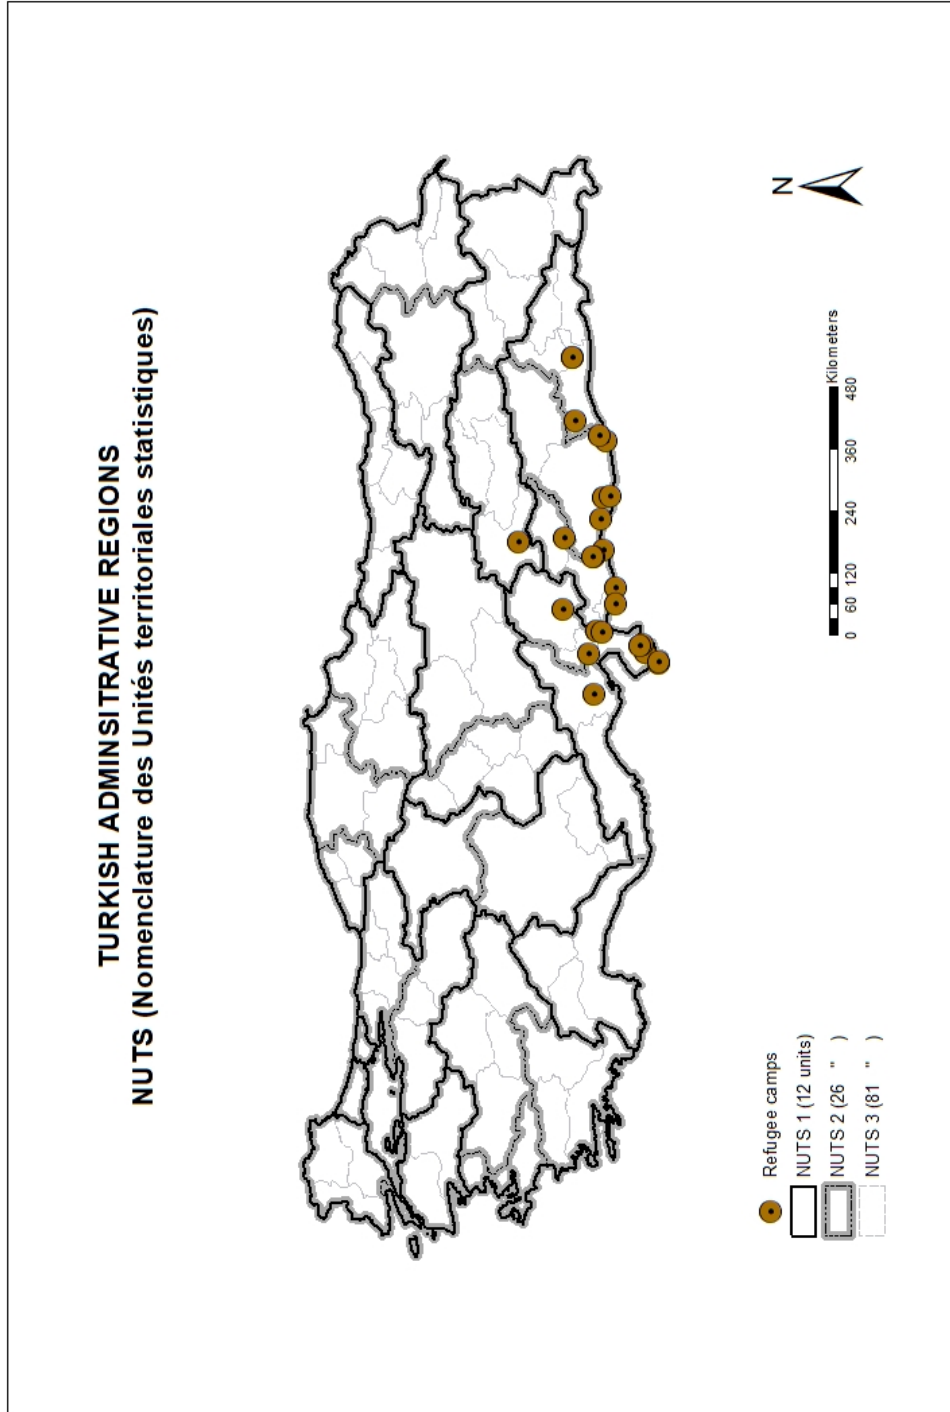 TURKISH ADMINSITRATIVE REGIONS
NUTS (Nomenclature des Unités territoriales statistiques)
N
Refugee camps
NUTS 1 (12 units)
NUTS 2 (26 " )
NUTS 3 (81 " )
Kilometers
0 60 120 240 360 480